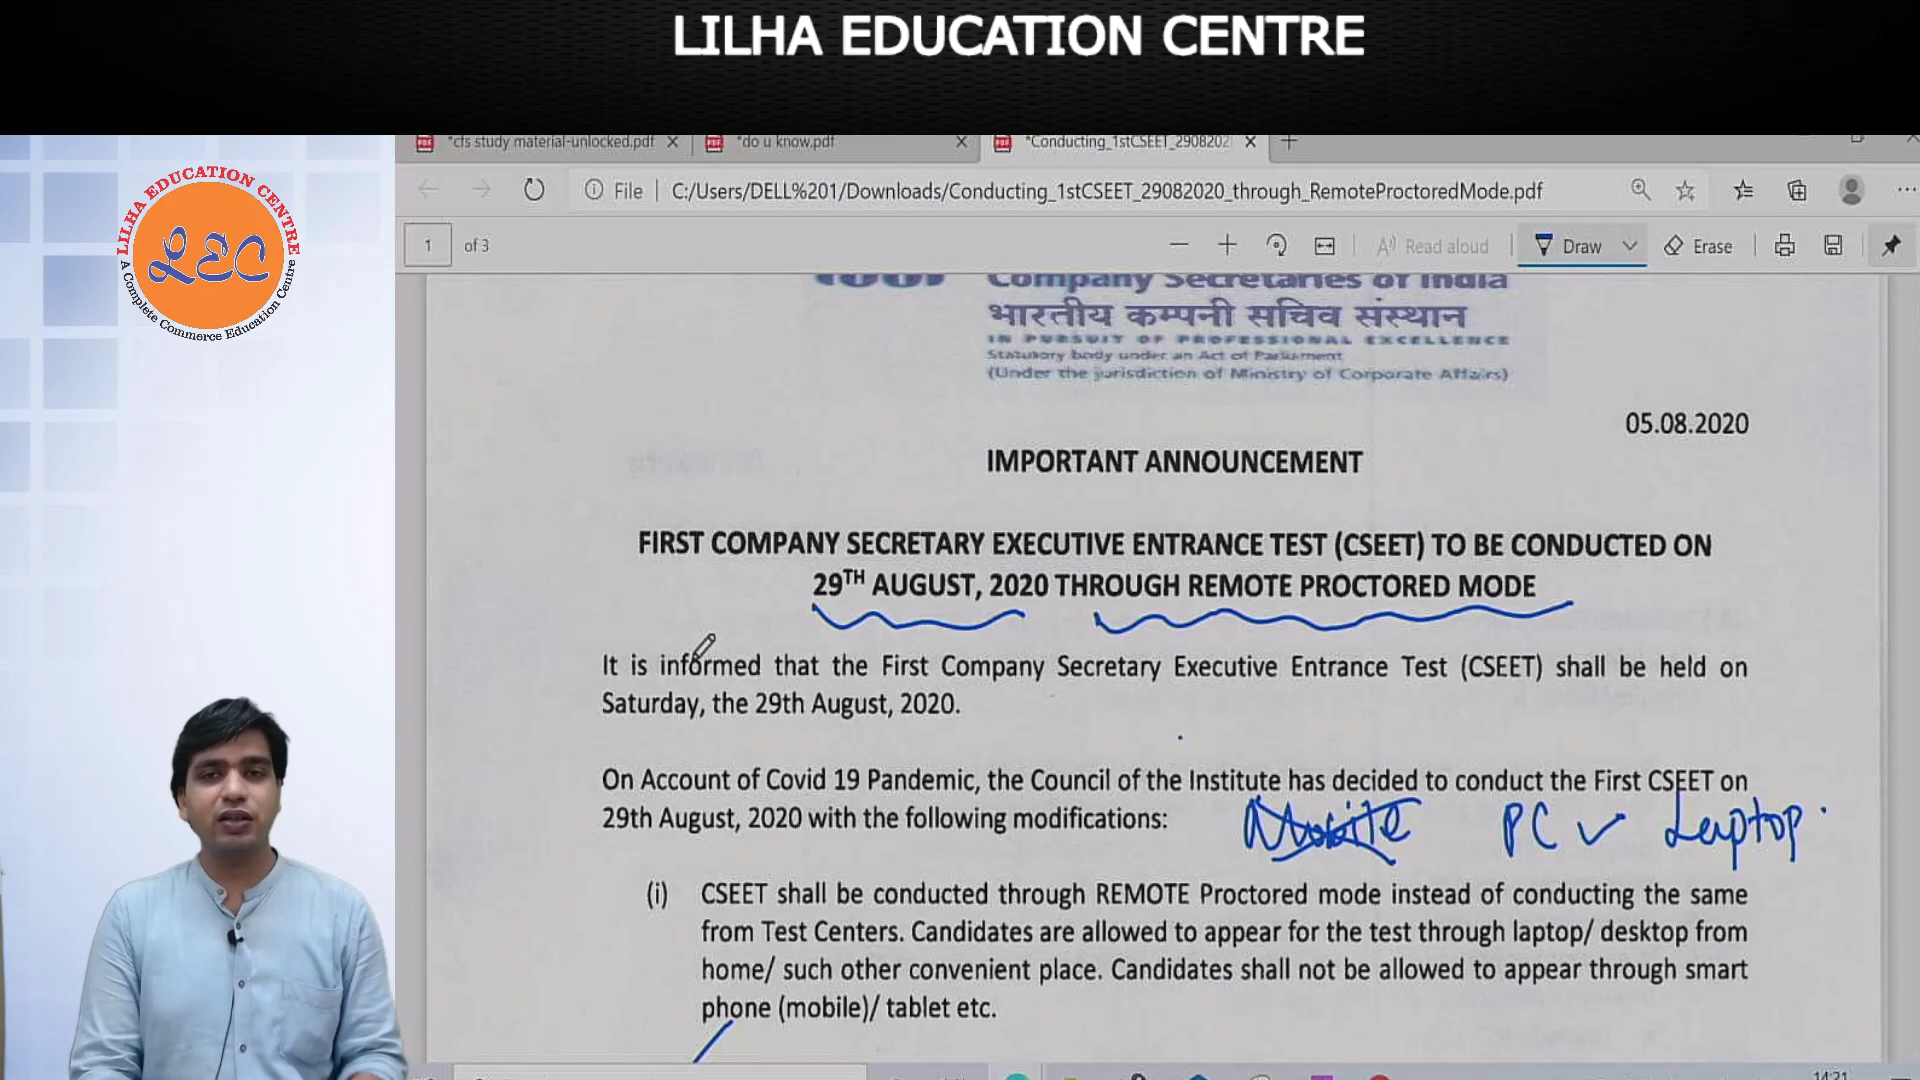 LILHA EDUCATION CENTRE
LILHA EDUCATION CENTRE
LEC
A Complete Commerce Education Centre
*cfs study material-unlocked.pdf
*do u know.pdf
*Conducting_1stCSEET_2908202
File | C:/Users/DELL%201/Downloads/Conducting_1stCSEET_29082020_through_RemoteProctoredMode.pdf
1 of 3
Read aloud
Draw
Erase
Company Secretaries of India
भारतीय कम्पनी सचिव संस्थान
IN PURSUIT OF PROFESSIONAL EXCELLENCE
Statutory body under an Act of Parliament
(Under the jurisdiction of Ministry of Corporate Affairs)
05.08.2020
IMPORTANT ANNOUNCEMENT
FIRST COMPANY SECRETARY EXECUTIVE ENTRANCE TEST (CSEET) TO BE CONDUCTED ON
29TH AUGUST, 2020 THROUGH REMOTE PROCTORED MODE
It is informed that the First Company Secretary Executive Entrance Test (CSEET) shall be held on
Saturday, the 29th August, 2020.
On Account of Covid 19 Pandemic, the Council of the Institute has decided to conduct the First CSEET on
29th August, 2020 with the following modifications:
Mobile PC Laptop
(i) CSEET shall be conducted through REMOTE Proctored mode instead of conducting the same
from Test Centers. Candidates are allowed to appear for the test through laptop/ desktop from
home/ such other convenient place. Candidates shall not be allowed to appear through smart
phone (mobile)/ tablet etc.
14:21